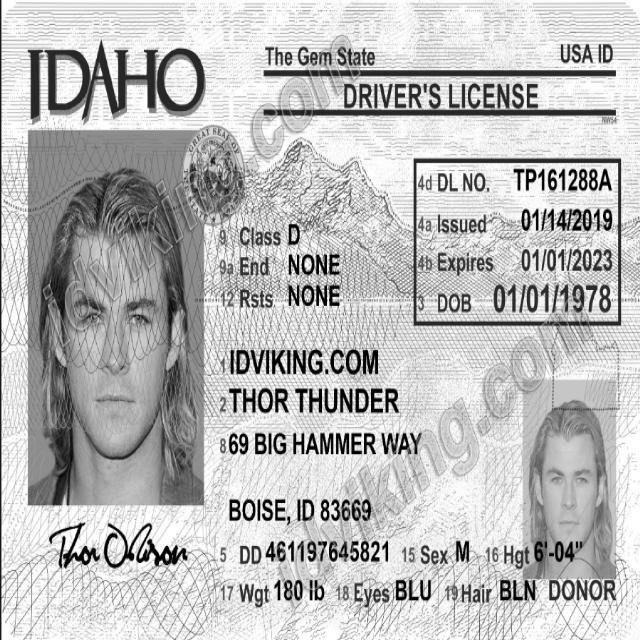 IDAHO
The Gem State
USA ID
DRIVER'S LICENSE
GREAT SEAL OF
4d DL NO. TP161288A
4a Issued 01/14/2019
4b Expires 01/01/2023
3 DOB 01/01/1978
9 Class D
9a End NONE
12 Rsts NONE
1 IDVIKING.COM
2 THOR THUNDER
8 69 BIG HAMMER WAY
BOISE, ID 83669
5 DD 461197645821 15 Sex M 16 Hgt 6'-04"
17 Wgt 180 lb 18 Eyes BLU 19 Hair BLN DONOR
idviking.com
idviking.com